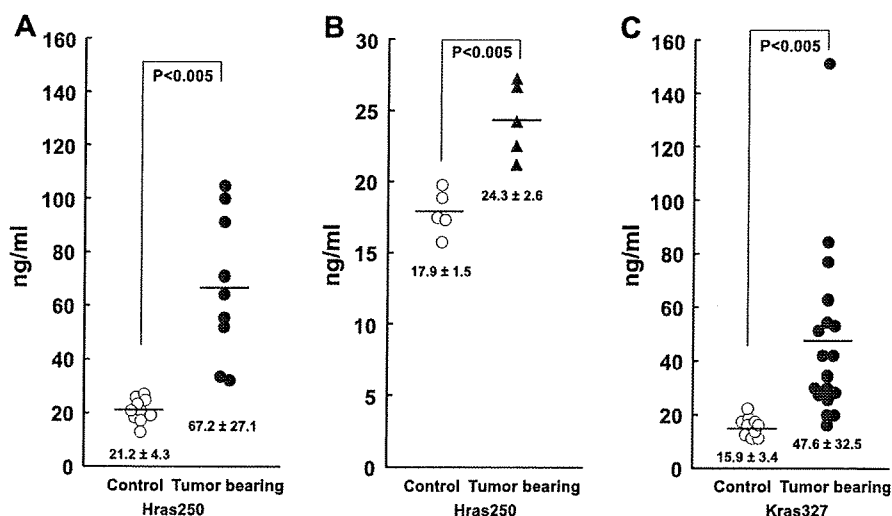 A
160
140
120
100
80
60
40
20
0
ng/ml
P<0.005
21.2 ± 4.3
67.2 ± 27.1
Control Tumor bearing
Hras250
B
30
25
20
15
10
5
0
ng/ml
P<0.005
17.9 ± 1.5
24.3 ± 2.6
Control Tumor bearing
Hras250
C
160
140
120
100
80
60
40
20
0
ng/ml
P<0.005
15.9 ± 3.4
47.6 ± 32.5
Control Tumor bearing
Kras327